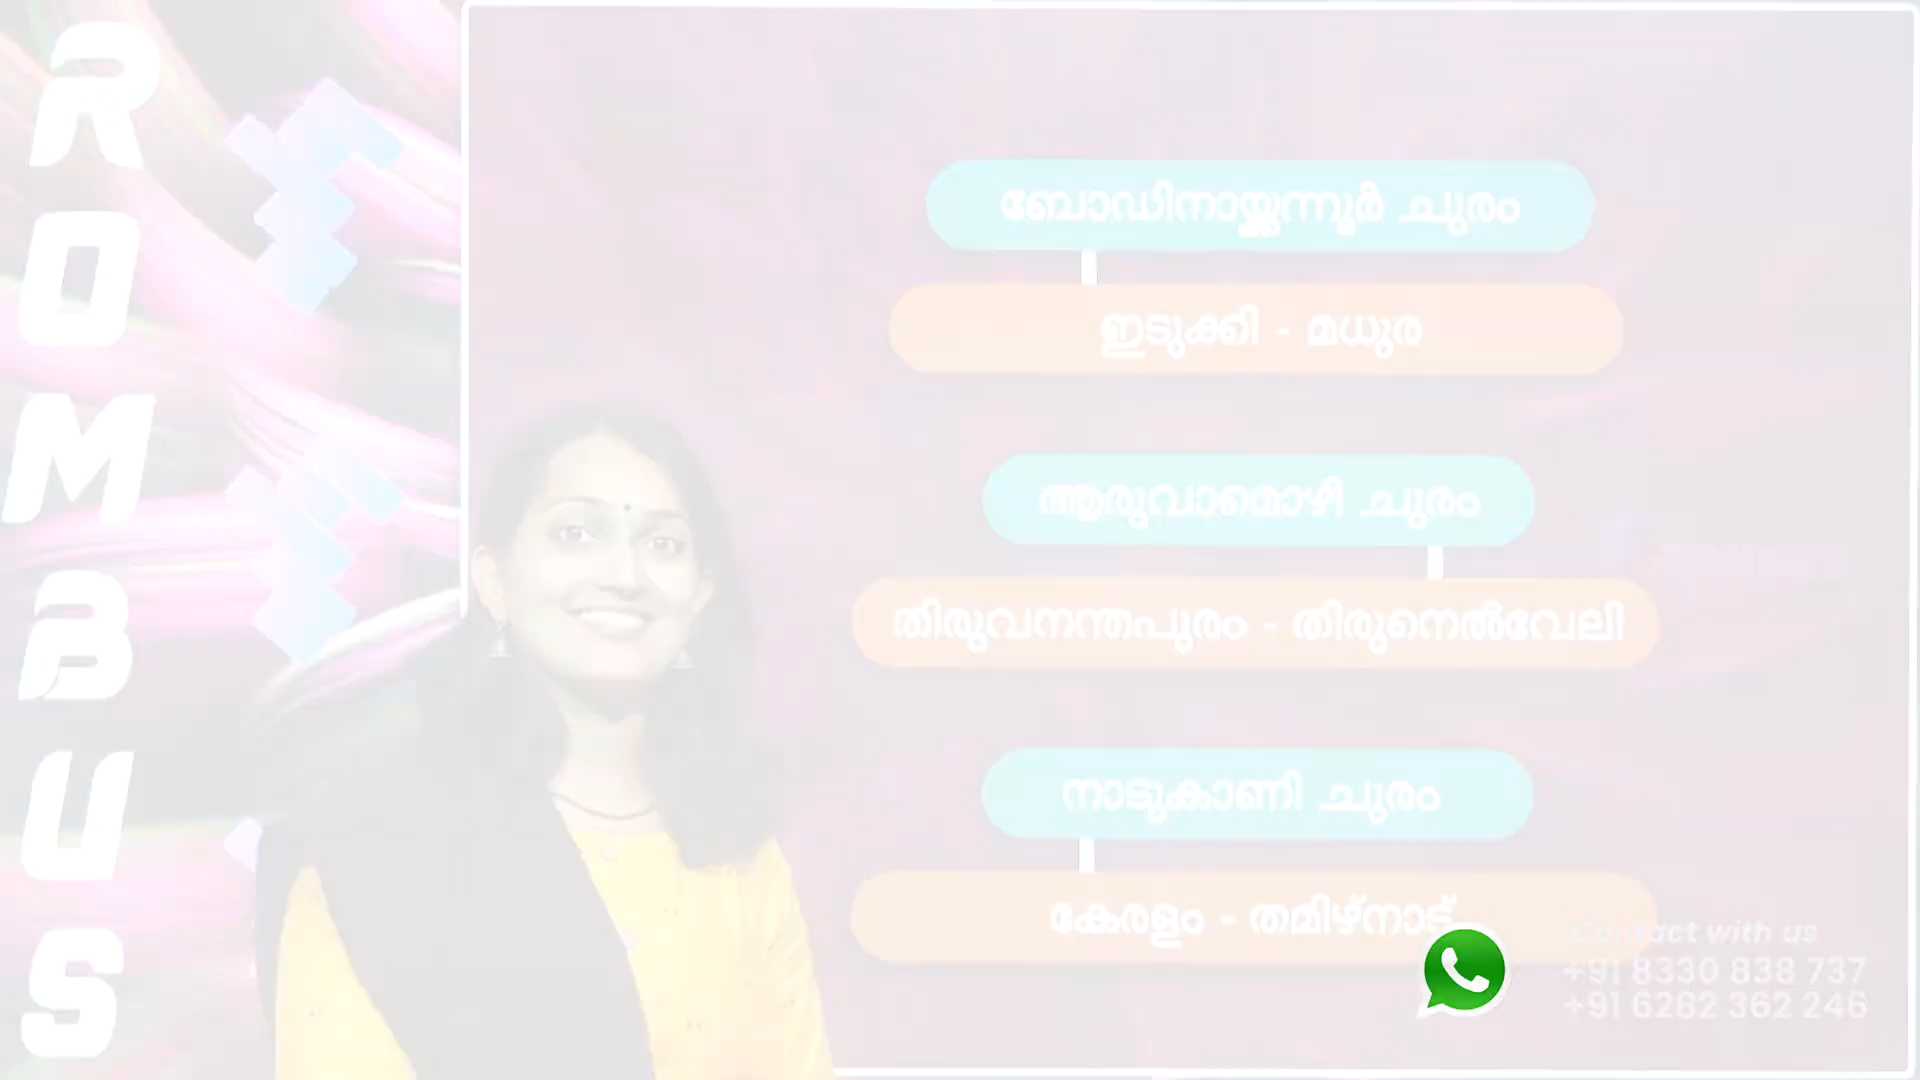 ROMBUS
ബോഡിനായ്ക്കന്നൂർ ചുരം
ഇടുക്കി - മധുര
ആരുവാമൊഴി ചുരം
തിരുവനന്തപുരം - തിരുനെൽവേലി
നാടുകാണി ചുരം
കേരളം - തമിഴ്നാട്
Contact with us
+91 8330 838 737
+91 6282 362 246